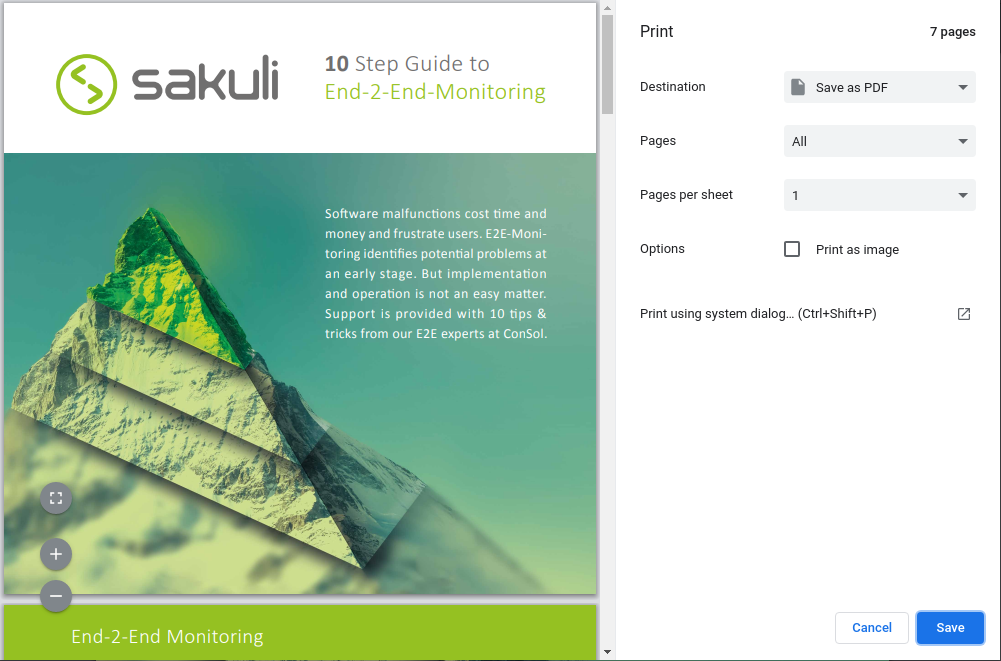 sakuli
10 Step Guide to
End-2-End-Monitoring
Software malfunctions cost time and
money and frustrate users. E2E-Moni-
toring identifies potential problems at
an early stage. But implementation
and operation is not an easy matter.
Support is provided with 10 tips &
tricks from our E2E experts at ConSol.
End-2-End Monitoring
Print
7 pages
Destination
Save as PDF
Pages
All
Pages per sheet
1
Options
Print as image
Print using system dialog... (Ctrl+Shift+P)
Cancel
Save